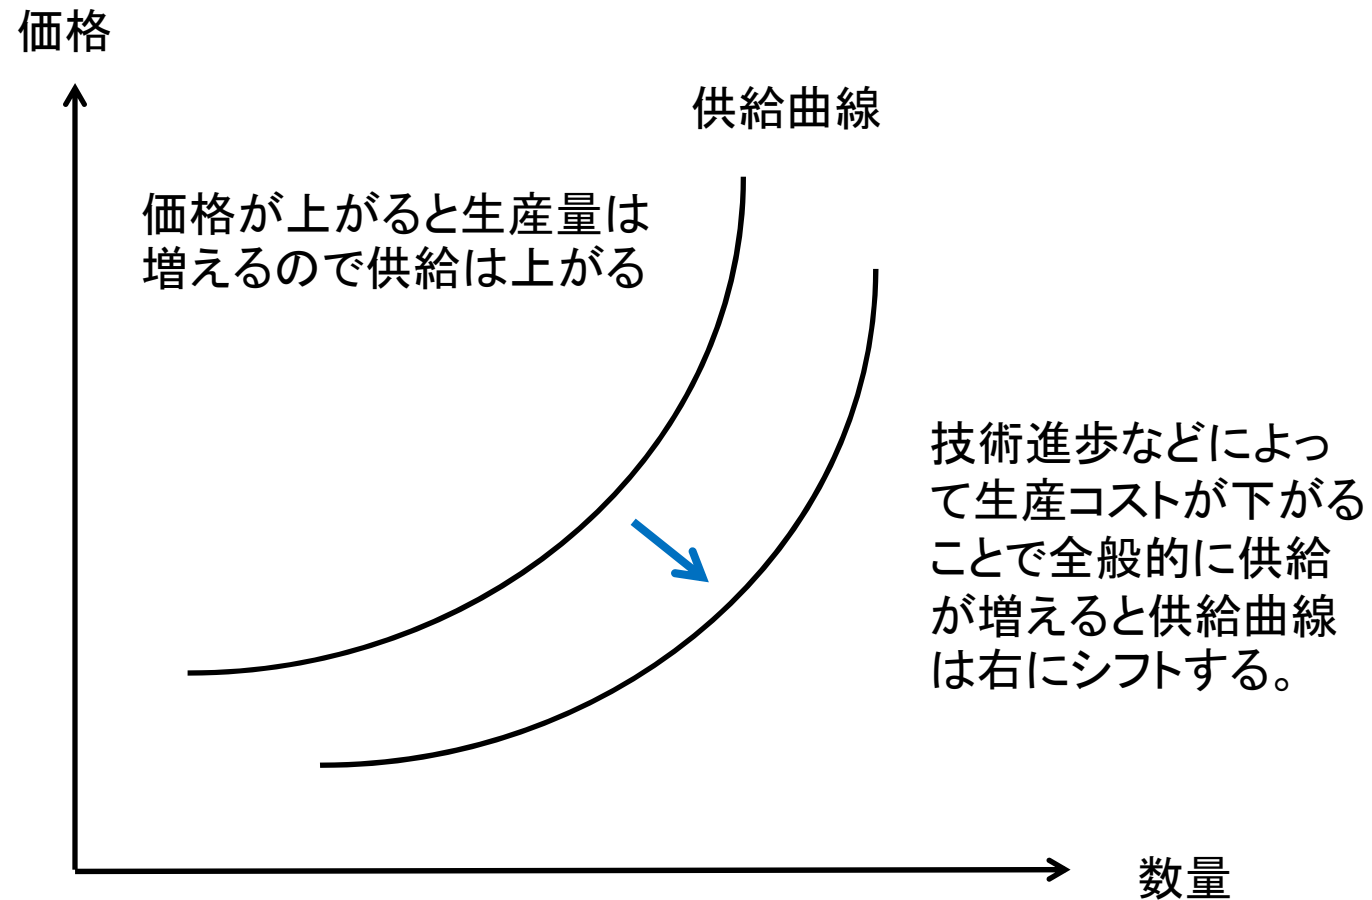 価格
供給曲線
価格が上がると生産量は
増えるので供給は上がる
技術進歩などによっ
て生産コストが下がる
ことで全般的に供給
が増えると供給曲線
は右にシフトする。
数量